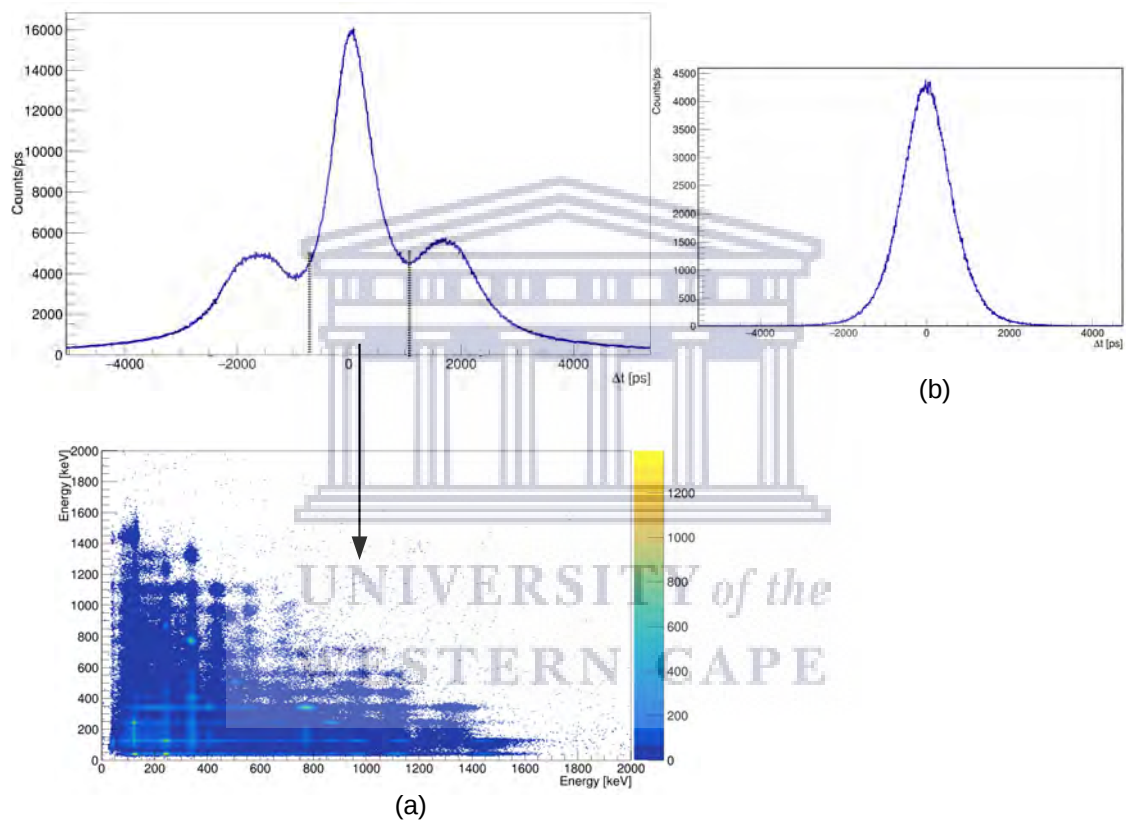 16000
14000
12000
10000
8000
6000
4000
2000
0
Counts/ps
−4000 −2000 0 2000 4000
Δt [ps]
4500
4000
3500
3000
2500
2000
1500
1000
500
0
Counts/ps
−4000 −2000 0 2000 4000
Δt [ps]
(b)
2000
1800
1600
1400
1200
1000
800
600
400
200
0
Energy [keV]
0 200 400 600 800 1000 1200 1400 1600 1800 2000
Energy [keV]
1200
1000
800
600
400
200
0
UNIVERSITY of the
WESTERN CAPE
(a)